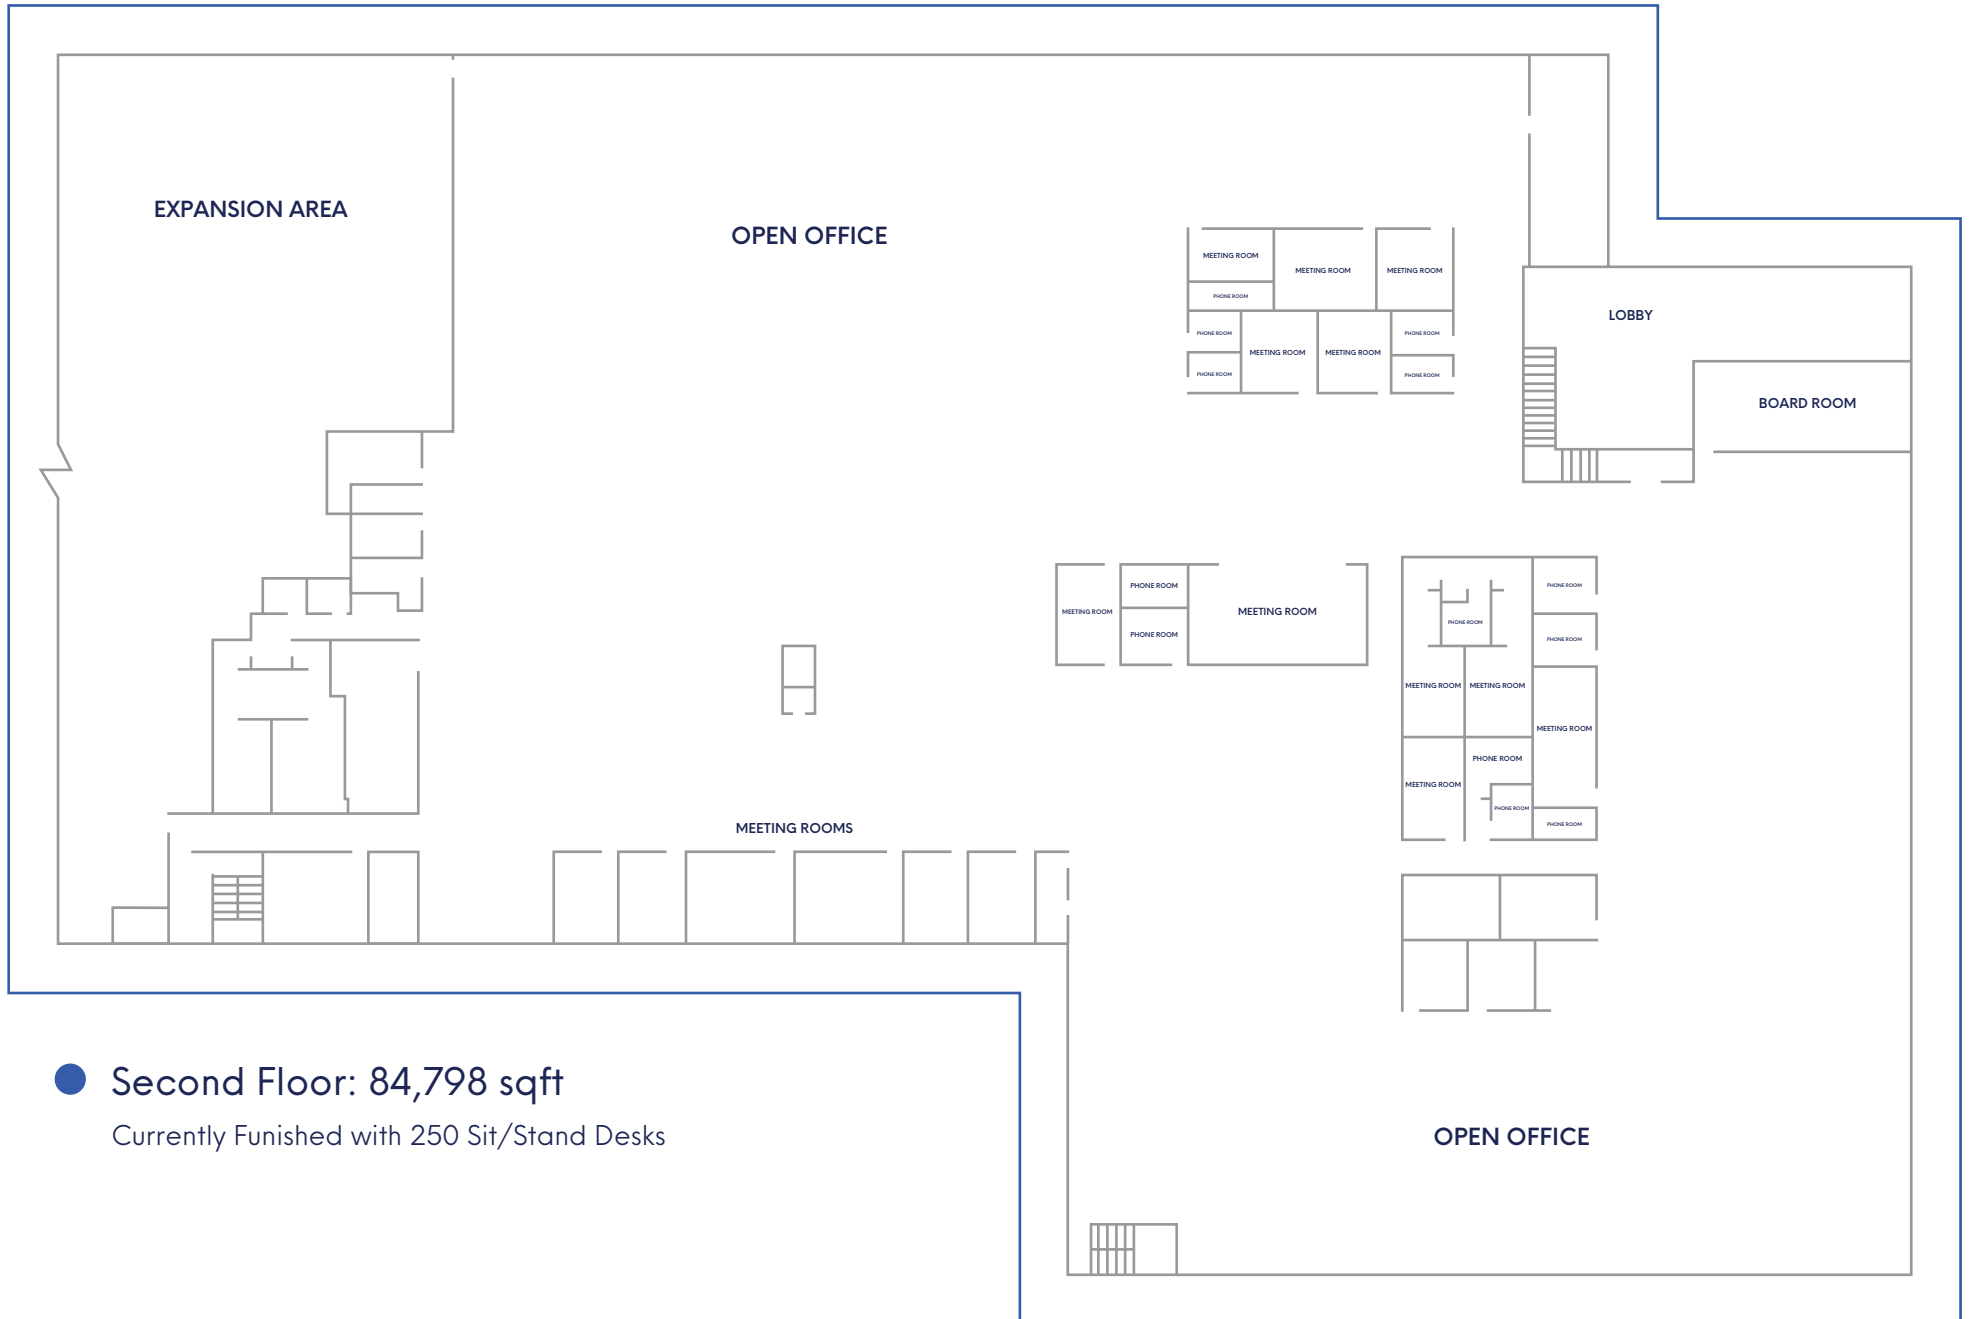 EXPANSION AREA
OPEN OFFICE
MEETING ROOM
MEETING ROOM
MEETING ROOM
PHONE ROOM
PHONE ROOM
PHONE ROOM
MEETING ROOM
MEETING ROOM
PHONE ROOM
PHONE ROOM
LOBBY
BOARD ROOM
MEETING ROOM
PHONE ROOM
PHONE ROOM
MEETING ROOM
PHONE ROOM
PHONE ROOM
PHONE ROOM
MEETING ROOM
MEETING ROOM
MEETING ROOM
PHONE ROOM
MEETING ROOM
PHONE ROOM
PHONE ROOM
MEETING ROOMS
Second Floor: 84,798 sqft
Currently Funished with 250 Sit/Stand Desks
OPEN OFFICE